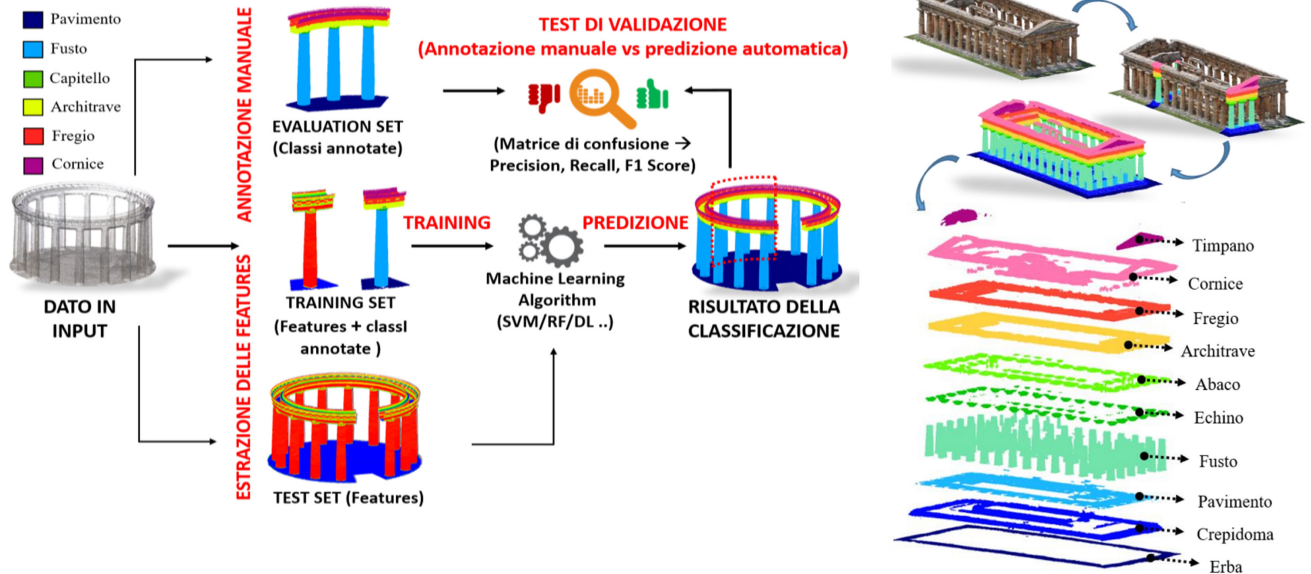 Pavimento
Fusto
Capitello
Architrave
Fregio
Cornice
DATO IN
INPUT
ANNOTAZIONE MANUALE
ESTRAZIONE DELLE FEATURES
EVALUATION SET
(Classi annotate)
TEST DI VALIDAZIONE
(Annotazione manuale vs predizione automatica)
(Matrice di confusione →
Precision, Recall, F1 Score)
TRAINING SET
(Features + classI
annotate )
TRAINING
Machine Learning
Algorithm
(SVM/RF/DL ..)
PREDIZIONE
RISULTATO DELLA
CLASSIFICAZIONE
TEST SET (Features)
Timpano
Cornice
Fregio
Architrave
Abaco
Echino
Fusto
Pavimento
Crepidoma
Erba